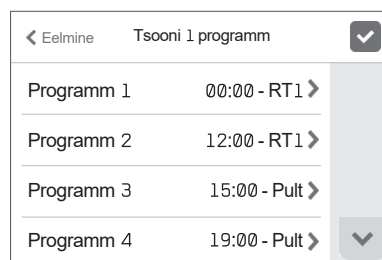 Eelmine Tsooni 1 programm
Programm 1 00:00 - RT1
Programm 2 12:00 - RT1
Programm 3 15:00 - Pult
Programm 4 19:00 - Pult